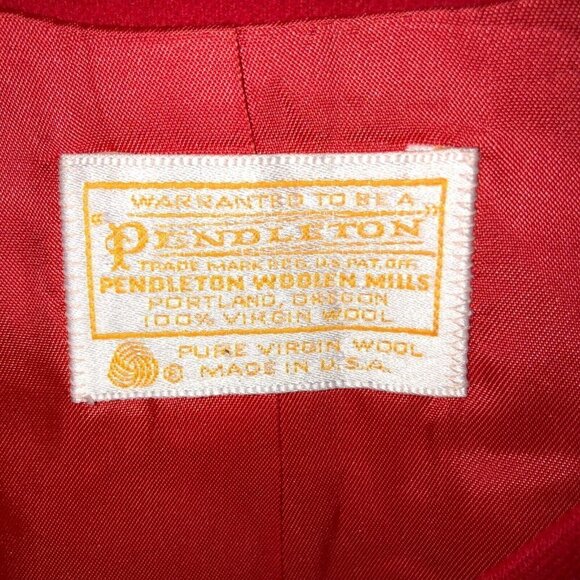 WARRANTED TO BE A
"PENDLETON"
TRADE MARK REG. U.S. PAT. OFF.
PENDLETON WOOLEN MILLS
PORTLAND, OREGON
100% VIRGIN WOOL
PURE VIRGIN WOOL
© MADE IN U.S.A.